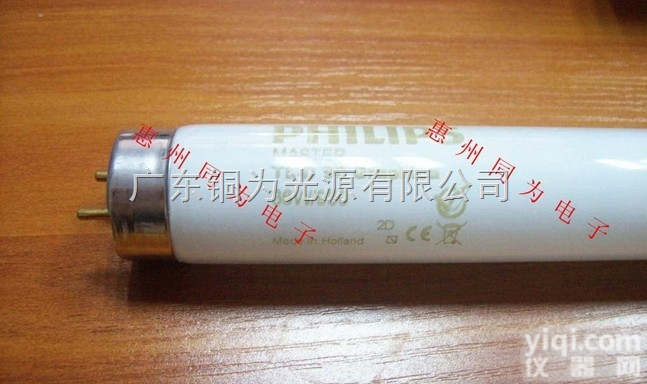 PHILIPS
MASTER
广东铜为光源有限公司
惠州同为电子
惠州同为电子
2D CE
Made in Holland
yiqi.com
仪器网